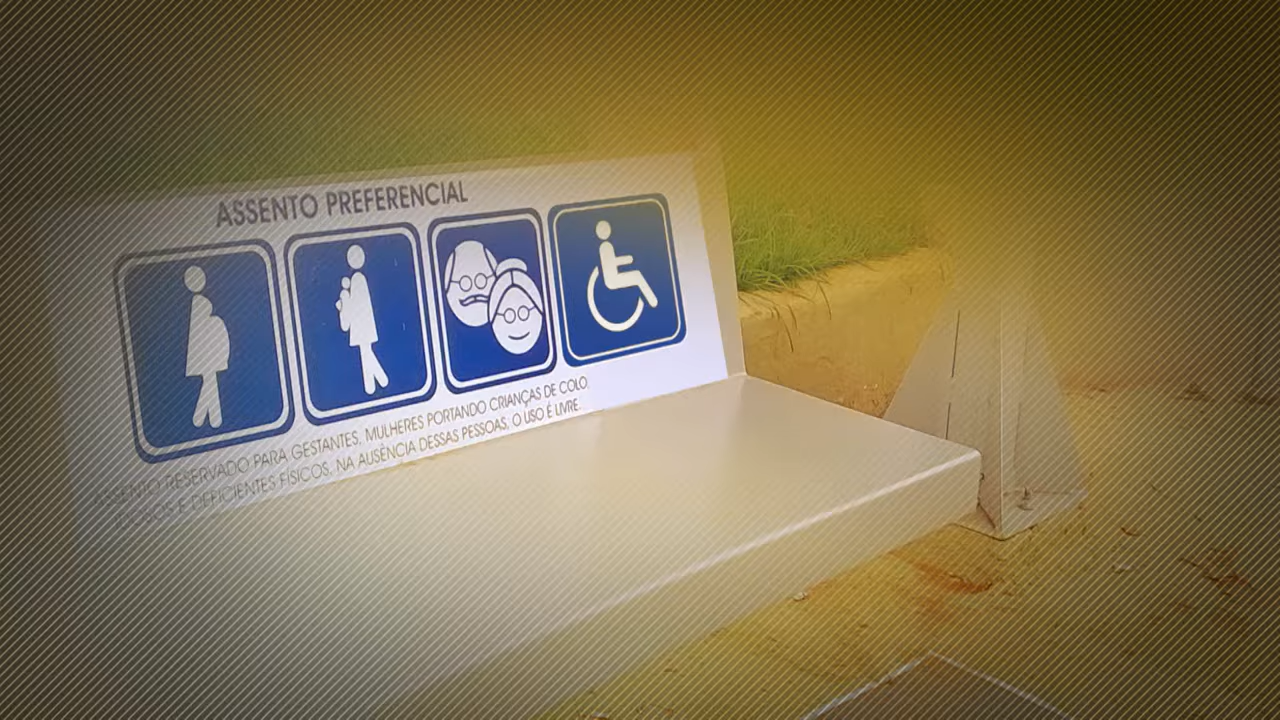 ASSENTO PREFERENCIAL
ASSENTO RESERVADO PARA GESTANTES, MULHERES PORTANDO CRIANÇAS DE COLO,
IDOSOS E DEFICIENTES FÍSICOS. NA AUSÊNCIA DESSAS PESSOAS, O USO É LIVRE.